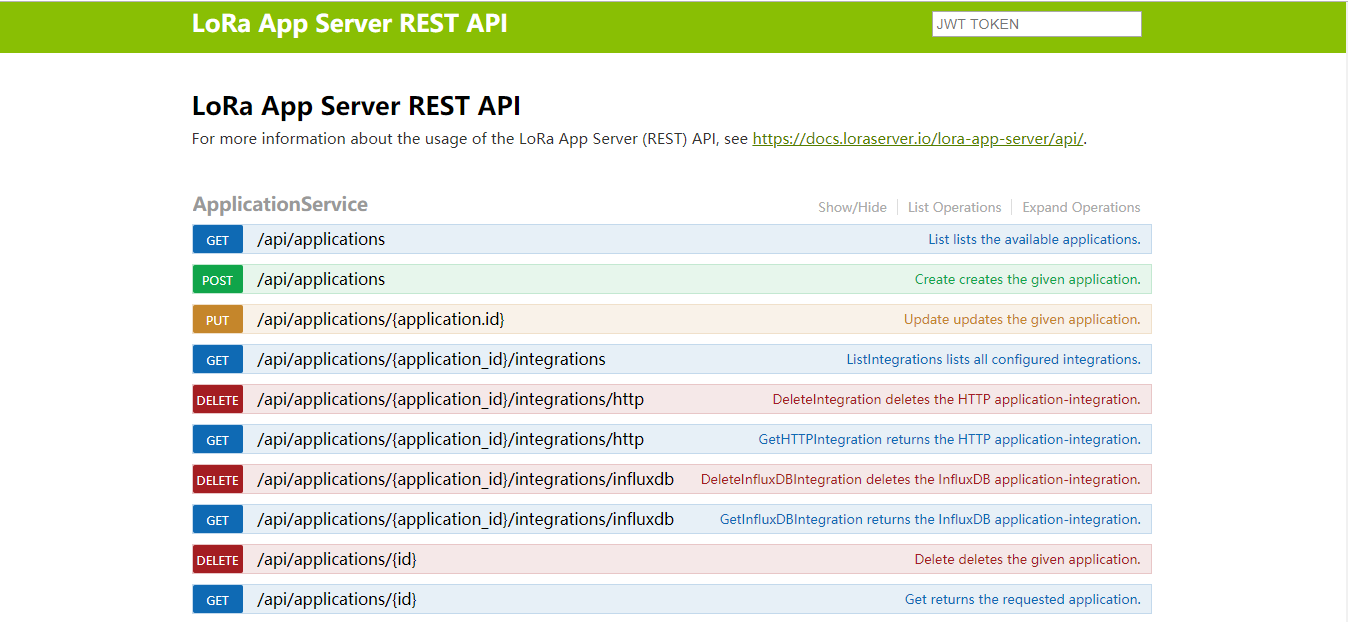 LoRa App Server REST API
JWT TOKEN
LoRa App Server REST API
For more information about the usage of the LoRa App Server (REST) API, see https://docs.loraserver.io/lora-app-server/api/.
ApplicationService Show/Hide List Operations Expand Operations
GET /api/applications List lists the available applications.
POST /api/applications Create creates the given application.
PUT /api/applications/{application.id} Update updates the given application.
GET /api/applications/{application_id}/integrations ListIntegrations lists all configured integrations.
DELETE /api/applications/{application_id}/integrations/http DeleteIntegration deletes the HTTP application-integration.
GET /api/applications/{application_id}/integrations/http GetHTTPIntegration returns the HTTP application-integration.
DELETE /api/applications/{application_id}/integrations/influxdb DeleteInfluxDBIntegration deletes the InfluxDB application-integration.
GET /api/applications/{application_id}/integrations/influxdb GetInfluxDBIntegration returns the InfluxDB application-integration.
DELETE /api/applications/{id} Delete deletes the given application.
GET /api/applications/{id} Get returns the requested application.